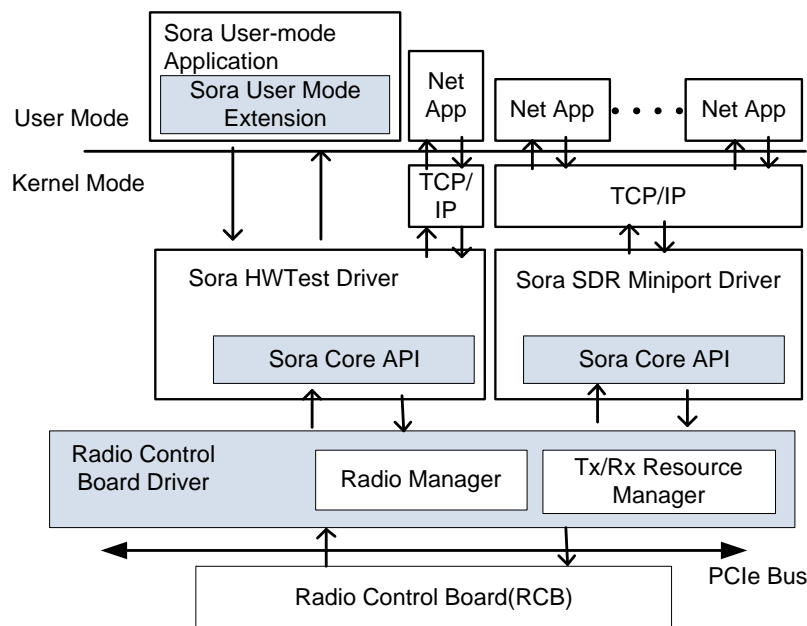 Sora User-mode
Application
Sora User Mode
Extension
Net
App
Net App
Net App
User Mode
Kernel Mode
TCP/
IP
TCP/IP
Sora HWTest Driver
Sora Core API
Sora SDR Miniport Driver
Sora Core API
Radio Control
Board Driver
Radio Manager
Tx/Rx Resource
Manager
PCIe Bus
Radio Control Board(RCB)